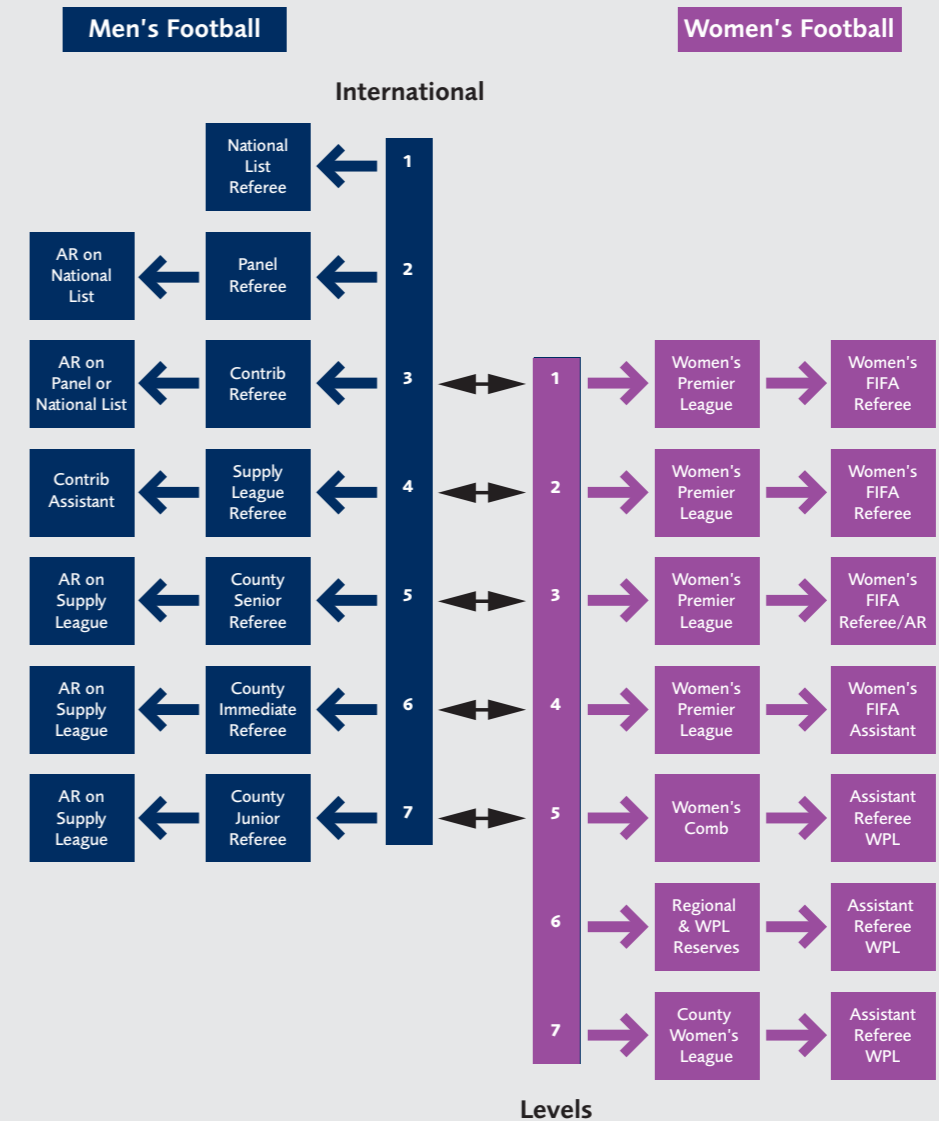 Men's Football
Women's Football
International
National
List
Referee
1
AR on
National
List
Panel
Referee
2
AR on
Panel or
National List
Contrib
Referee
3
1
Women's
Premier
League
Women's
FIFA
Referee
Contrib
Assistant
Supply
League
Referee
4
2
Women's
Premier
League
Women's
FIFA
Referee
AR on
Supply
League
County
Senior
Referee
5
3
Women's
Premier
League
Women's
FIFA
Referee/AR
AR on
Supply
League
County
Immediate
Referee
6
4
Women's
Premier
League
Women's
FIFA
Assistant
AR on
Supply
League
County
Junior
Referee
7
5
Women's
Comb
Assistant
Referee
WPL
6
Regional
& WPL
Reserves
Assistant
Referee
WPL
7
County
Women's
League
Assistant
Referee
WPL
Levels